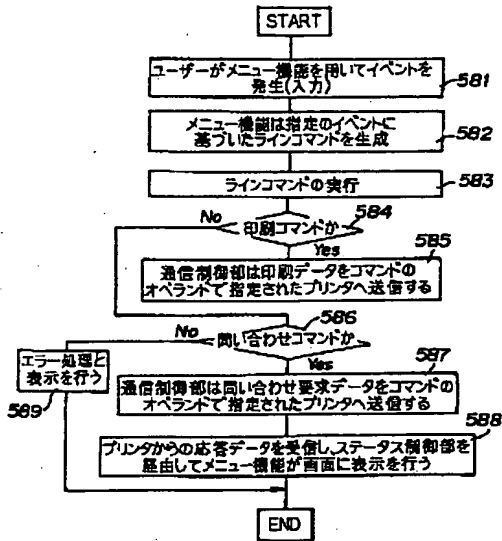 START
ユーザーがメニュー機能を用いてイベントを
発生(入力)
581
メニュー機能は指定のイベントに
基づいたラインコマンドを生成
582
ラインコマンドの実行
583
No
印刷コマンドか
584
Yes
585
通信制御部は印刷データをコマンドの
オペランドで指定されたプリンタへ送信する
586
No
問い合わせコマンドか
Yes
587
エラー処理と
表示を行う
589
通信制御部は問い合わせ要求データをコマンドの
オペランドで指定されたプリンタへ送信する
588
プリンタからの応答データを受信し、ステータス制御部を
経由してメニュー機能が画面に表示を行う
END